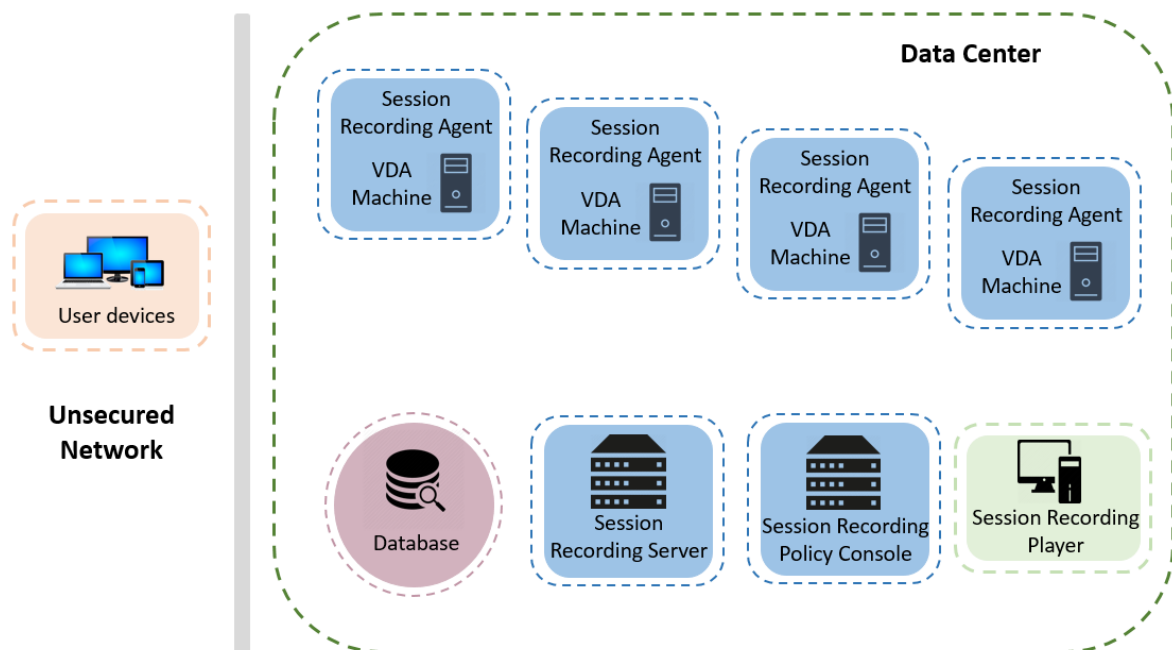 Data Center
Session
Recording Agent
VDA
Machine
Session
Recording Agent
VDA
Machine
Session
Recording Agent
VDA
Machine
Session
Recording Agent
VDA
Machine
User devices
Unsecured
Network
Database
Session
Recording Server
Session Recording
Policy Console
Session Recording
Player